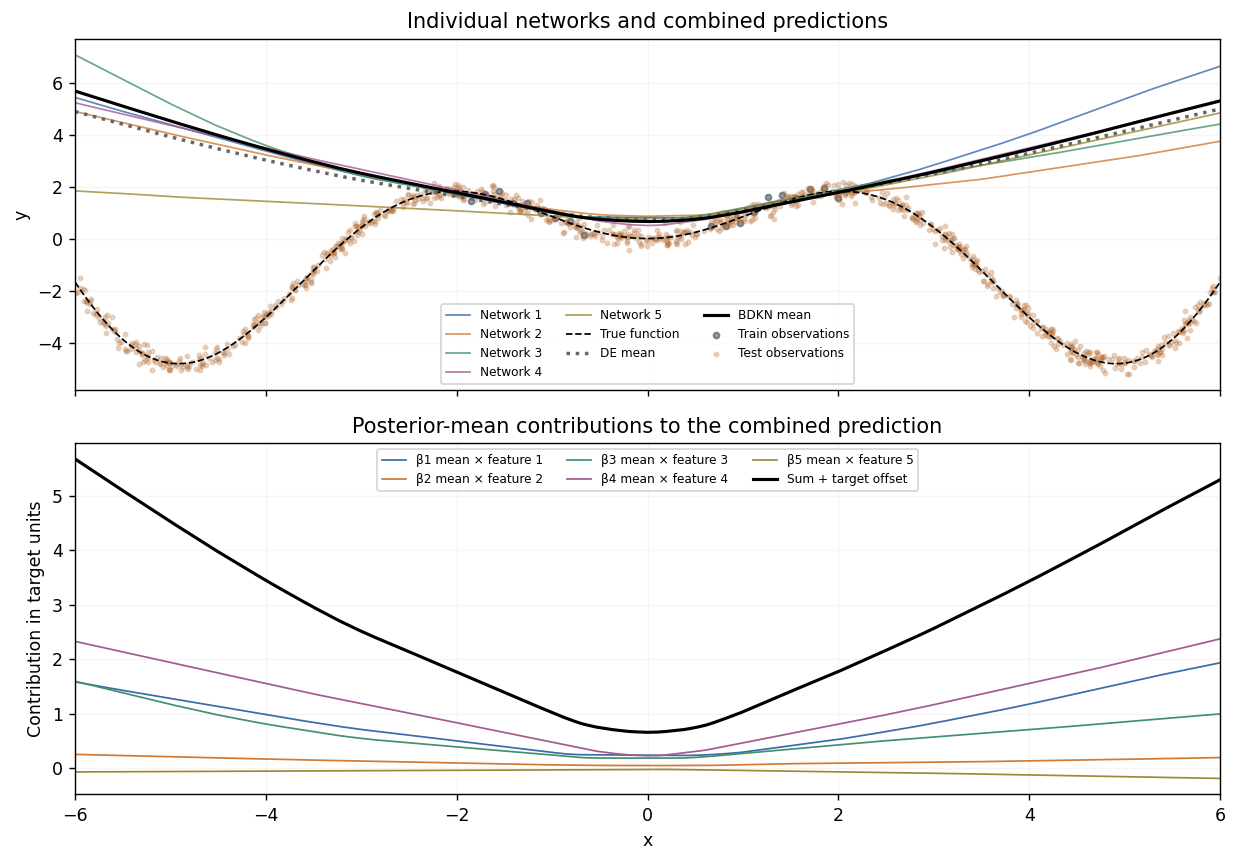 Individual networks and combined predictions
6
4
2
0
−2
−4
y
Network 1
Network 2
Network 3
Network 4
Network 5
True function
DE mean
BDKN mean
Train observations
Test observations
Posterior-mean contributions to the combined prediction
β1 mean × feature 1
β2 mean × feature 2
β3 mean × feature 3
β4 mean × feature 4
β5 mean × feature 5
Sum + target offset
5
4
3
2
1
0
Contribution in target units
−6
−4
−2
0
2
4
6
x